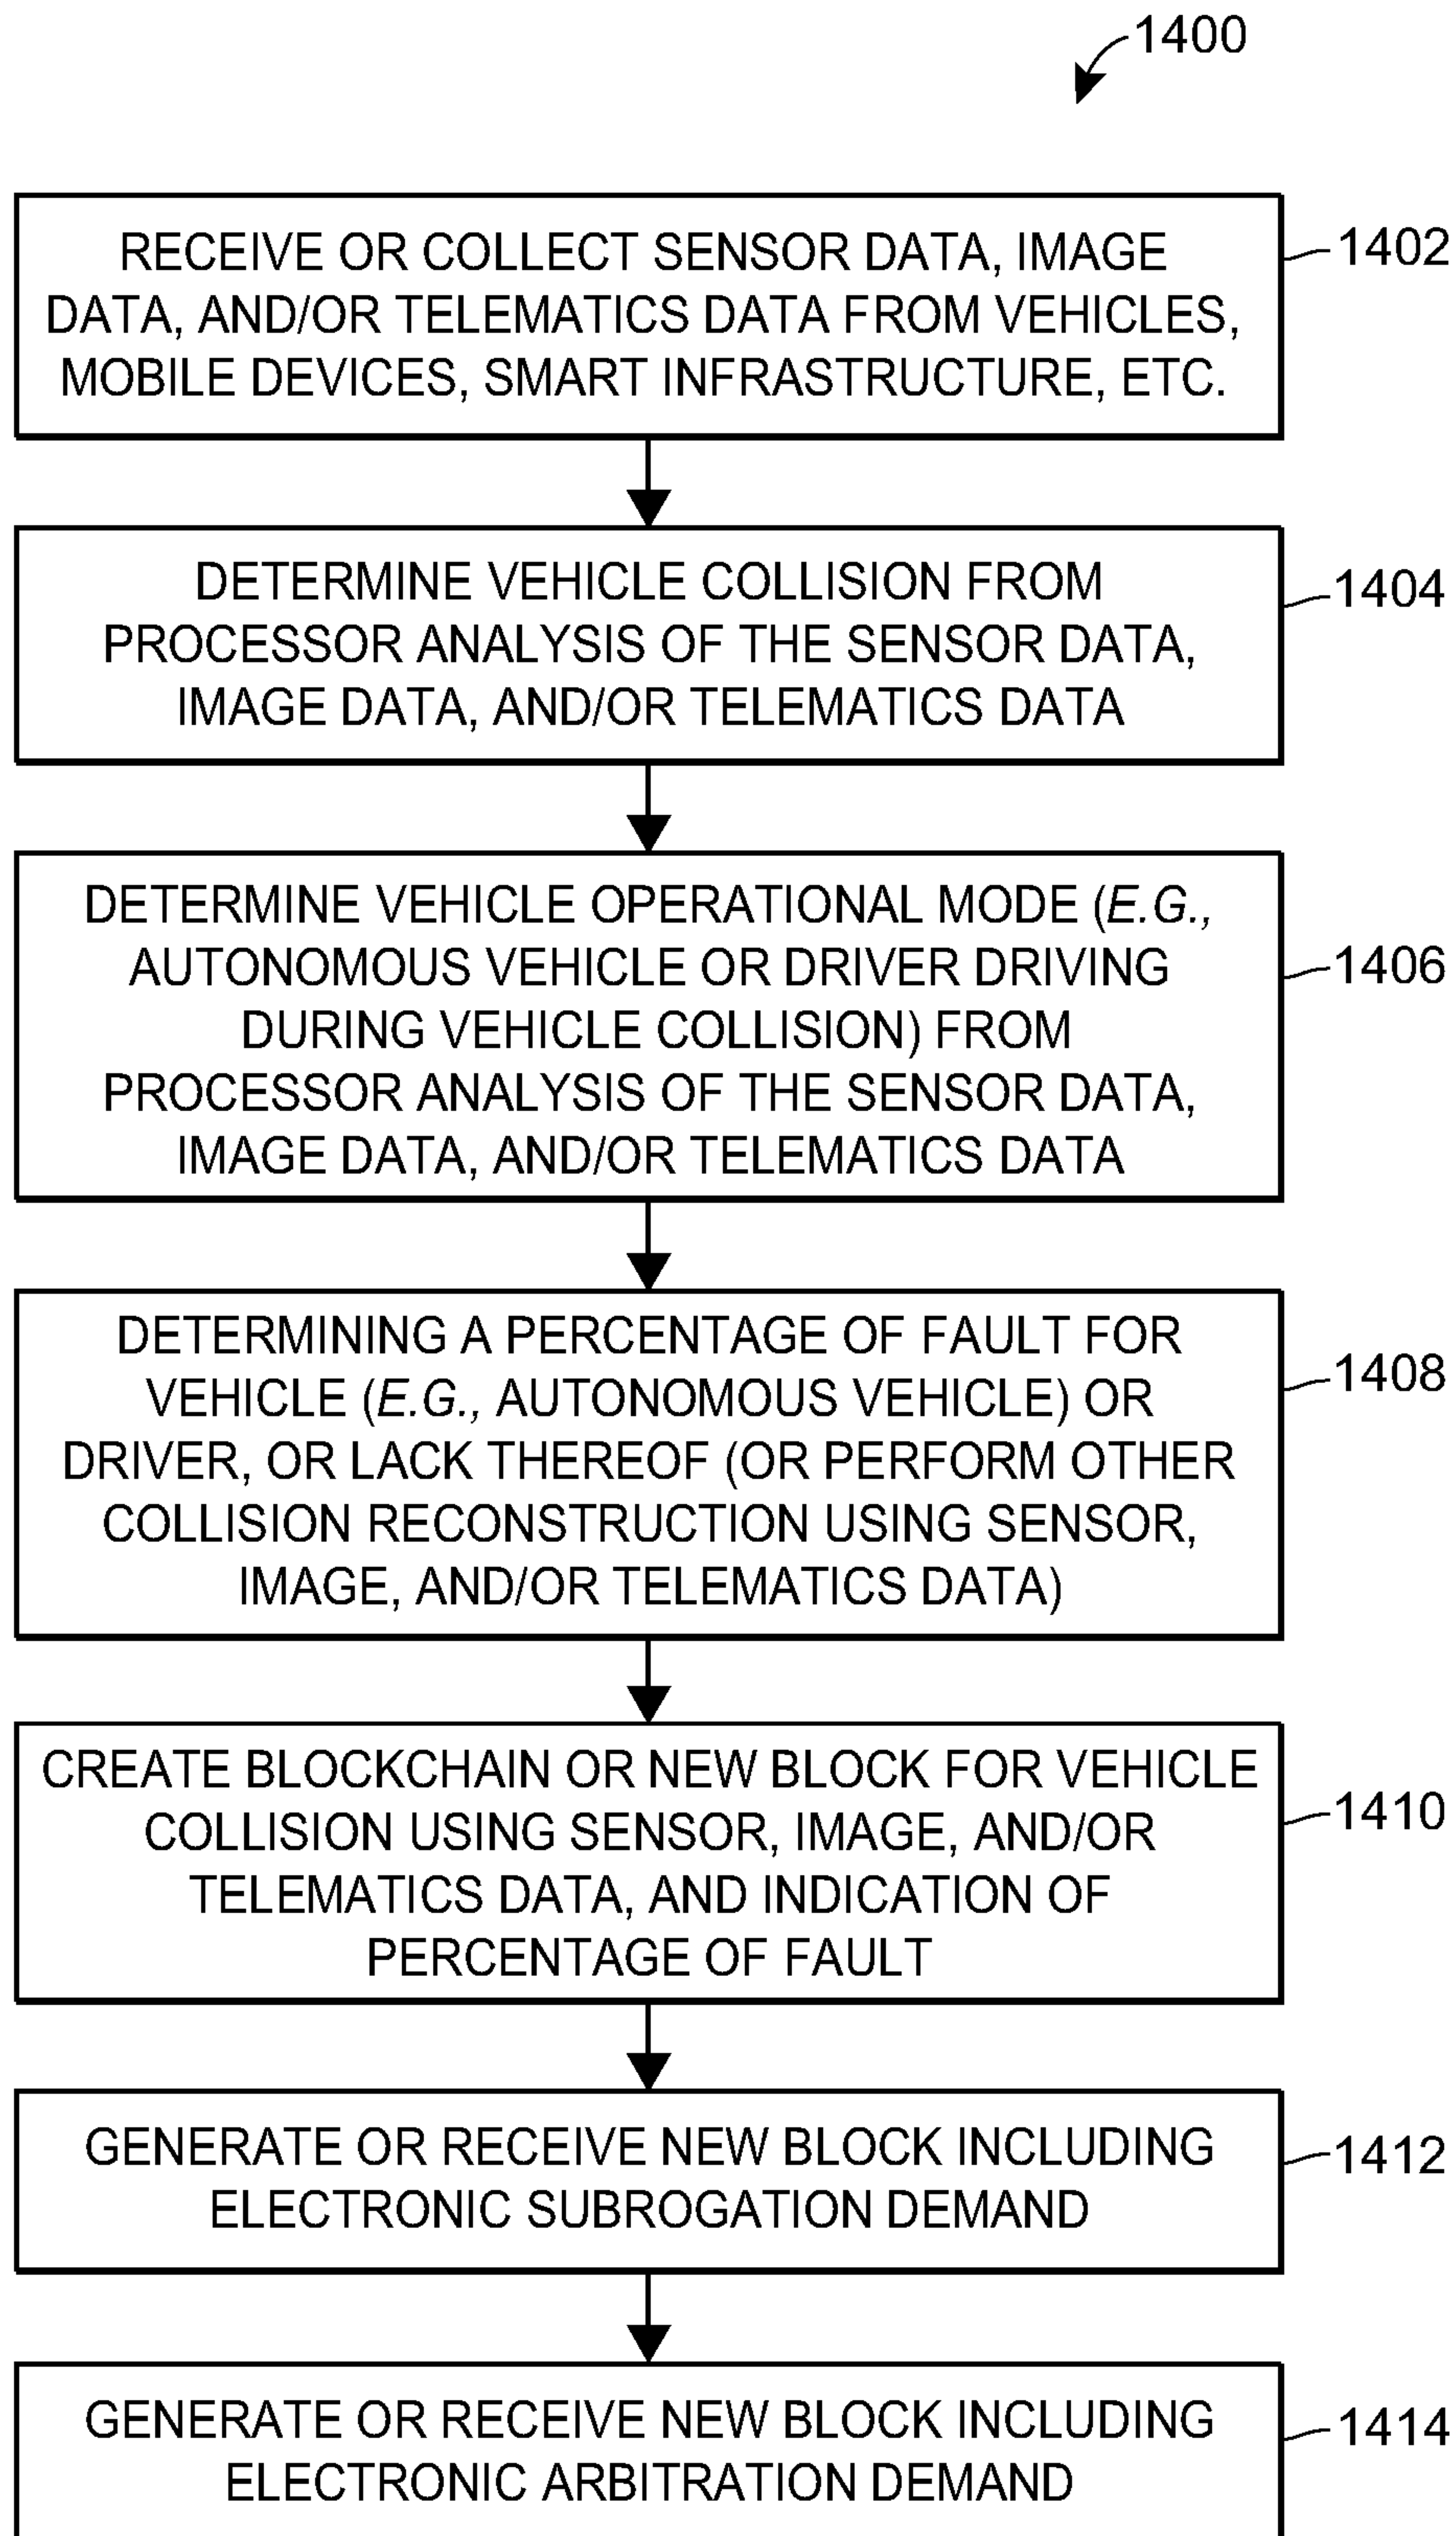 1400
RECEIVE OR COLLECT SENSOR DATA, IMAGE
DATA, AND/OR TELEMATICS DATA FROM VEHICLES,
MOBILE DEVICES, SMART INFRASTRUCTURE, ETC.
1402
DETERMINE VEHICLE COLLISION FROM
PROCESSOR ANALYSIS OF THE SENSOR DATA,
IMAGE DATA, AND/OR TELEMATICS DATA
1404
DETERMINE VEHICLE OPERATIONAL MODE (E.G.,
AUTONOMOUS VEHICLE OR DRIVER DRIVING
DURING VEHICLE COLLISION) FROM
PROCESSOR ANALYSIS OF THE SENSOR DATA,
IMAGE DATA, AND/OR TELEMATICS DATA
1406
DETERMINING A PERCENTAGE OF FAULT FOR
VEHICLE (E.G., AUTONOMOUS VEHICLE) OR
DRIVER, OR LACK THEREOF (OR PERFORM OTHER
COLLISION RECONSTRUCTION USING SENSOR,
IMAGE, AND/OR TELEMATICS DATA)
1408
CREATE BLOCKCHAIN OR NEW BLOCK FOR VEHICLE
COLLISION USING SENSOR, IMAGE, AND/OR
TELEMATICS DATA, AND INDICATION OF
PERCENTAGE OF FAULT
1410
GENERATE OR RECEIVE NEW BLOCK INCLUDING
ELECTRONIC SUBROGATION DEMAND
1412
GENERATE OR RECEIVE NEW BLOCK INCLUDING
ELECTRONIC ARBITRATION DEMAND
1414